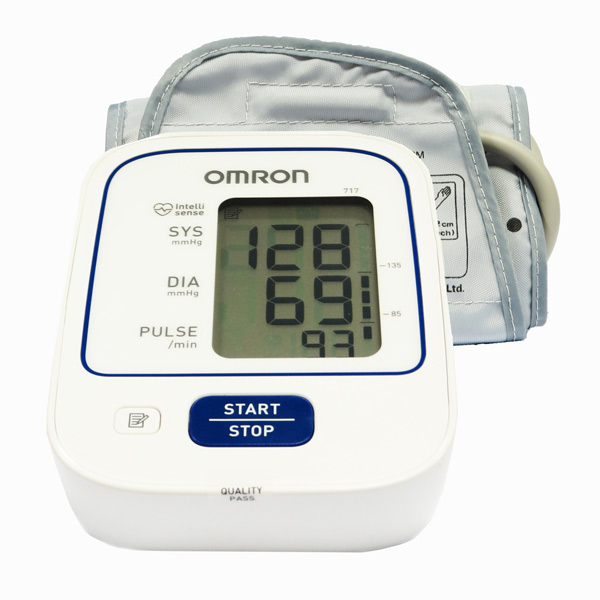 OMRON
717
Intelli
sense
SYS
mmHg
128
-135
DIA
mmHg
69
-85
PULSE
/min
93
START
STOP
QUALITY
PASS
Ltd.